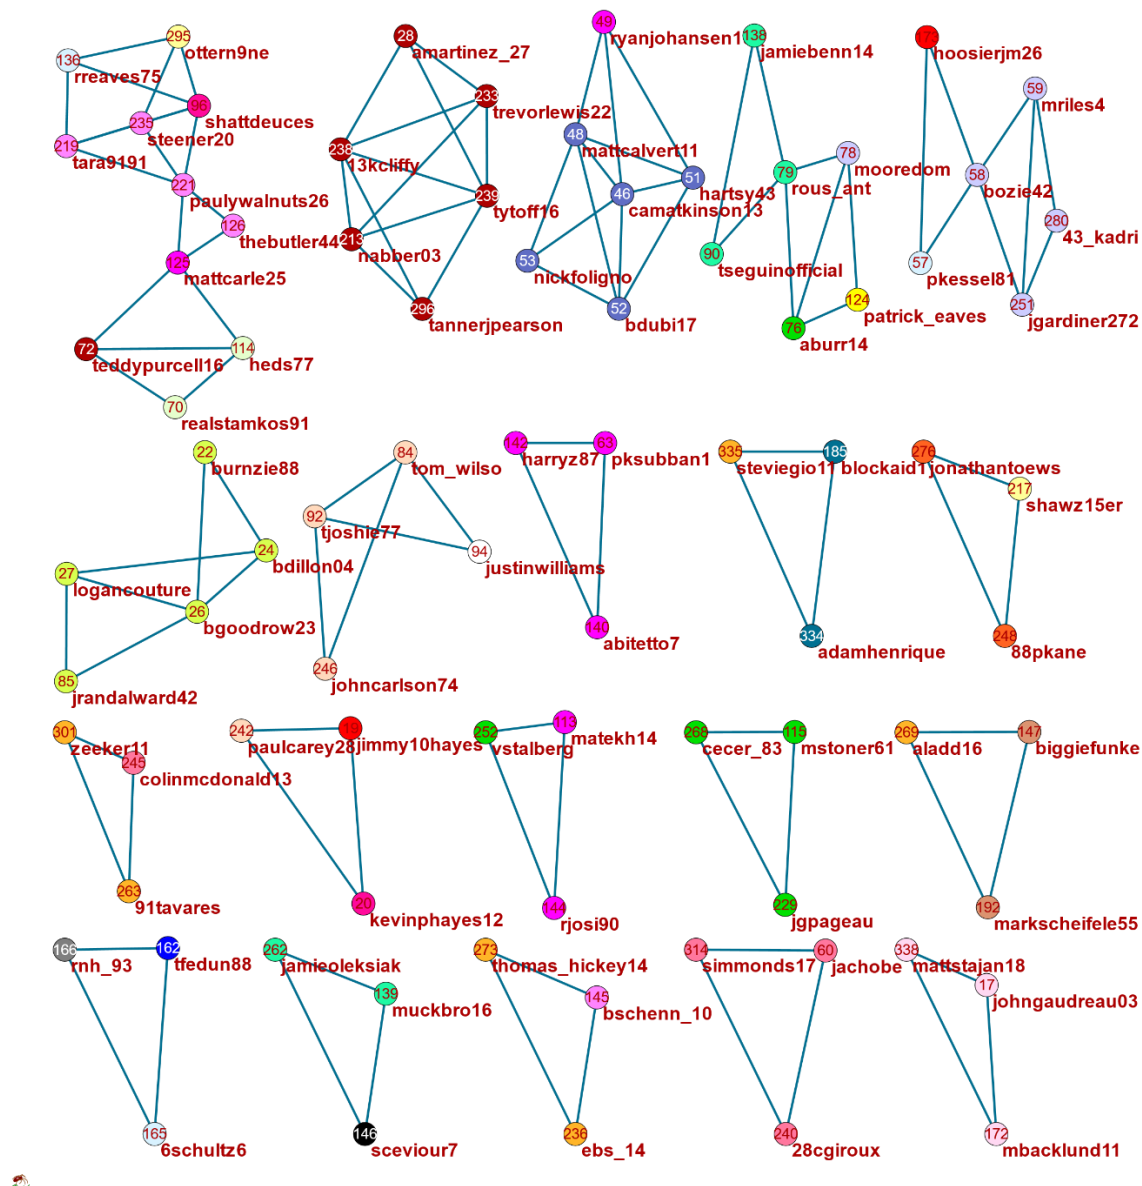 295
ottern9ne
136
rreaves75
96
shattdeuces
235
steener20
219
tara9191
221
paulywalnuts26
126
thebutler44
125
mattcarle25
72
teddypurcell16
114
heds77
70
realstamkos91
28
amartinez_27
233
trevorlewis22
238
13kcliffy
239
tytoff16
213
nabber03
296
tannerjpearson
49
ryanjohansen1
48
mattcalvert11
51
hartsy43
46
camatkinson13
53
nickfoligno
52
bdubi17
138
jamiebenn14
78
mooredom
79
rous_ant
90
tseguinofficial
124
patrick_eaves
76
aburr14
173
hoosierjm26
59
mriles4
58
bozie42
280
43_kadri
57
pkessel81
251
jgardiner272
22
burnzie88
24
bdillon04
27
logancouture
26
bgoodrow23
85
jrandalward42
84
tom_wilso
92
tjoshie77
94
justinwilliams
246
johncarlson74
142
harryz87
63
pksubban1
140
abitetto7
335
steviegio11
185
blockaid1
334
adamhenrique
276
jonathantoews
217
shawz15er
248
88pkane
301
zeeker11
245
colinmcdonald13
263
91tavares
242
paulcarey28
19
jimmy10hayes
20
kevinphayes12
252
vstalberg
113
matekh14
144
rjosi90
268
cecer_83
115
mstoner61
229
jgpageau
269
aladd16
147
biggiefunke
192
markscheifele55
166
rnh_93
162
tfedun88
165
6schultz6
262
jamieoleksiak
139
muckbro16
146
sceviour7
273
thomas_hickey14
145
bschenn_10
236
ebs_14
314
simmonds17
60
jachobe
240
28cgiroux
338
mattstajan18
17
johngaudreau03
172
mbacklund11